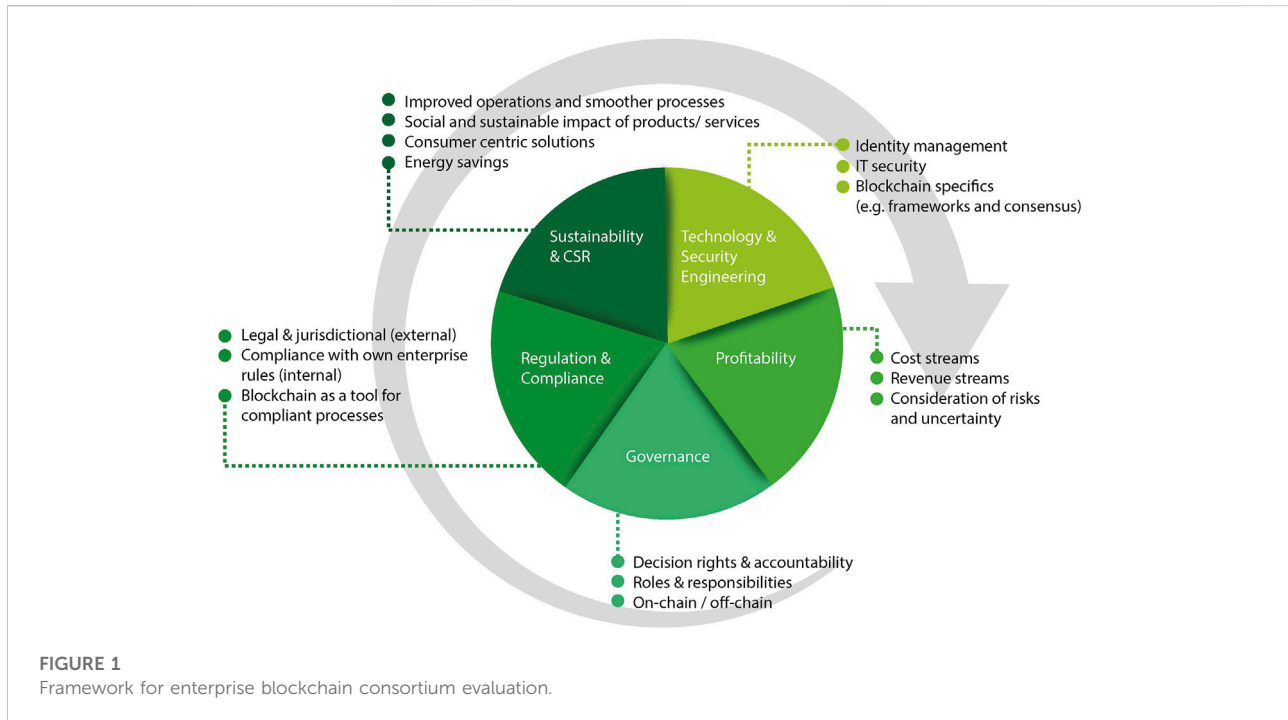 Improved operations and smoother processes
Social and sustainable impact of products/ services
Consumer centric solutions
Energy savings
Identity management
IT security
Blockchain specifics
(e.g. frameworks and consensus)
Sustainability
& CSR
Technology &
Security
Engineering
Legal & jurisdictional (external)
Compliance with own enterprise
rules (internal)
Blockchain as a tool for
compliant processes
Regulation &
Compliance
Profitability
Cost streams
Revenue streams
Consideration of risks
and uncertainty
Governance
Decision rights & accountability
Roles & responsibilities
On-chain / off-chain
FIGURE 1
Framework for enterprise blockchain consortium evaluation.